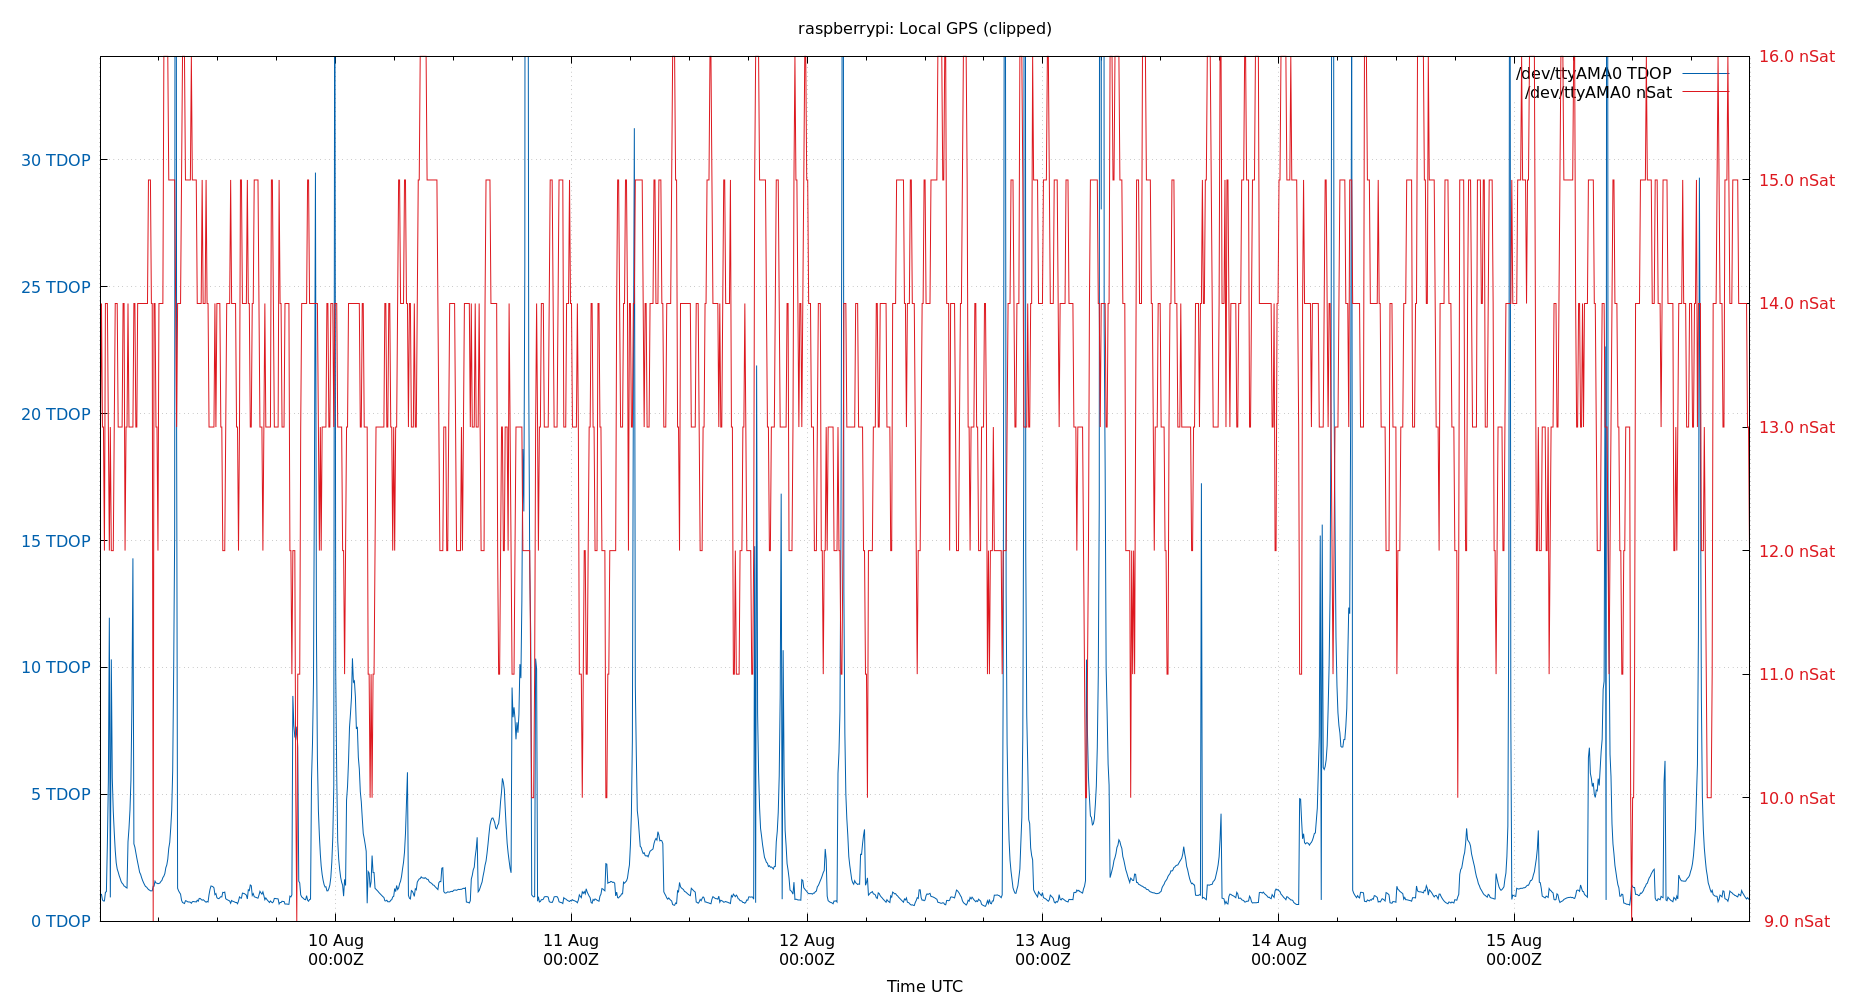 raspberrypi: Local GPS (clipped)
/dev/ttyAMA0 TDOP
/dev/ttyAMA0 nSat
30 TDOP
25 TDOP
20 TDOP
15 TDOP
10 TDOP
5 TDOP
0 TDOP
16.0 nSat
15.0 nSat
14.0 nSat
13.0 nSat
12.0 nSat
11.0 nSat
10.0 nSat
9.0 nSat
10 Aug
00:00Z
11 Aug
00:00Z
12 Aug
00:00Z
13 Aug
00:00Z
14 Aug
00:00Z
15 Aug
00:00Z
Time UTC